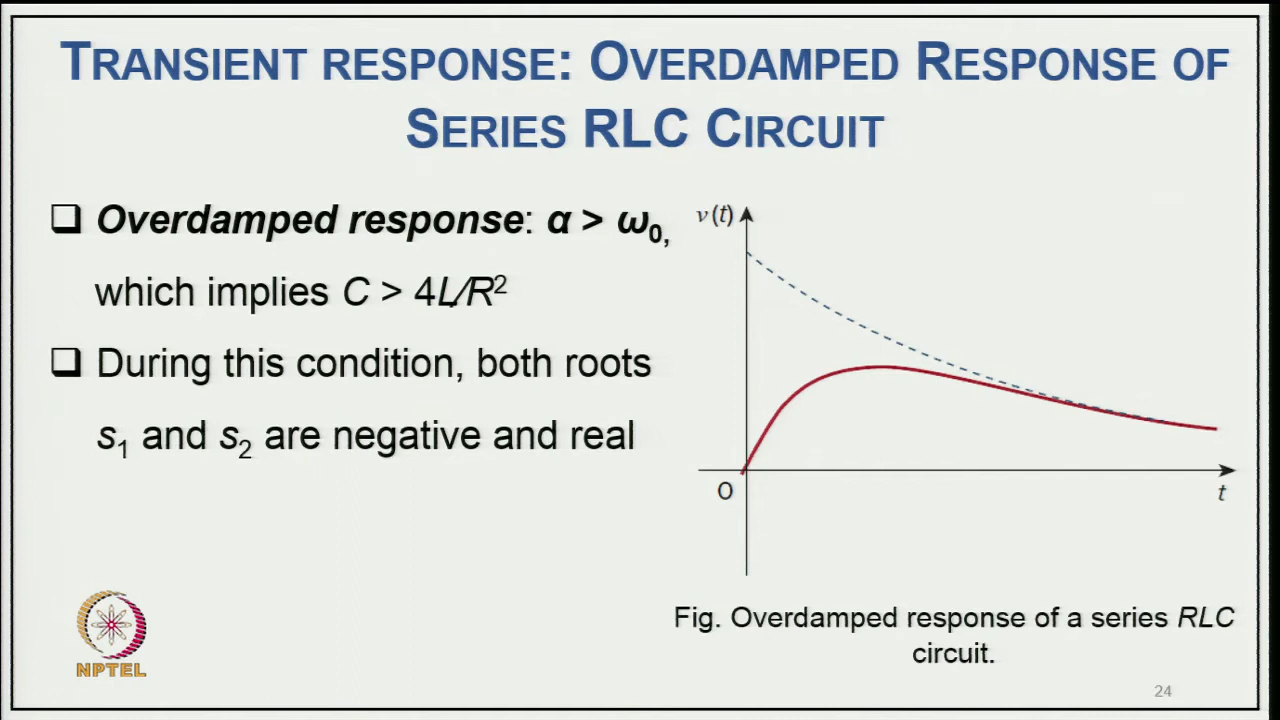 TRANSIENT RESPONSE: OVERDAMPED RESPONSE OF
SERIES RLC CIRCUIT
❑ Overdamped response: α > ω₀,
which implies C > 4L/R²
❑ During this condition, both roots
s₁ and s₂ are negative and real
v(t)
O
t
Fig. Overdamped response of a series RLC
circuit.
NPTEL
24